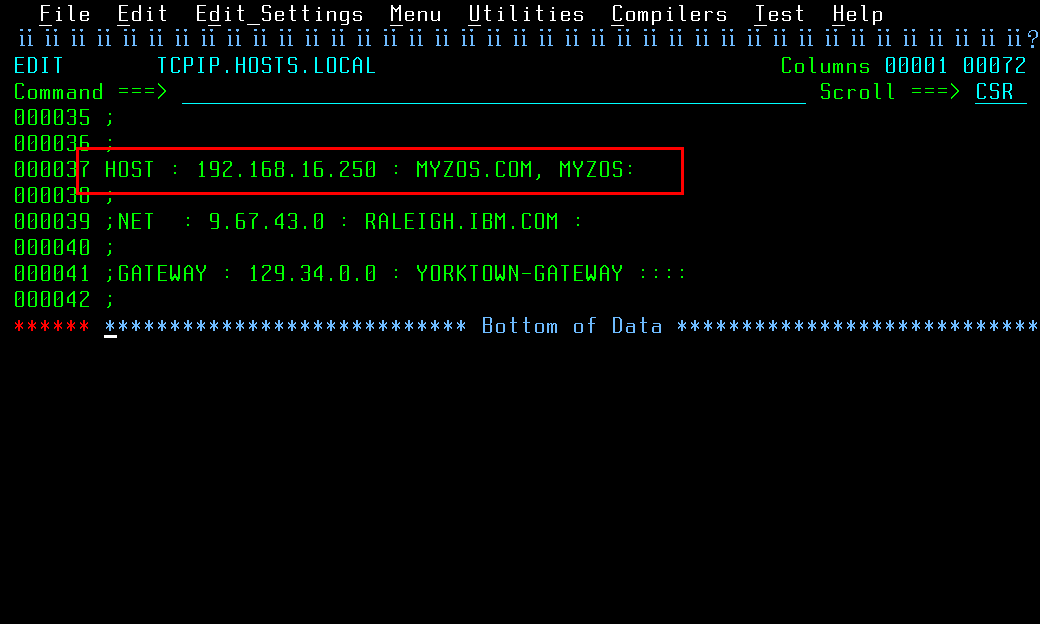 File  Edit  Edit_Settings  Menu  Utilities  Compilers  Test  Help
ïï ïï ïï ïï ïï ïï ïï ïï ïï ïï ïï ïï ïï ïï ïï ïï ïï ïï ïï ïï ïï ïï ïï ïï ïï ïï ïï ïï ïï ïï ïï ïï ïï ïï ïï ïï ïï ïï ïï?
EDIT       TCPIP.HOSTS.LOCAL                               Columns 00001 00072
Command ===>                                                  Scroll ===> CSR
000035 ;
000036 ;
000037 HOST : 192.168.16.250 : MYZOS.COM, MYZOS:
000038 ;
000039 ;NET  : 9.67.43.0 : RALEIGH.IBM.COM :
000040 ;
000041 ;GATEWAY : 129.34.0.0 : YORKTOWN-GATEWAY ::::
000042 ;
****** **************************** Bottom of Data ****************************